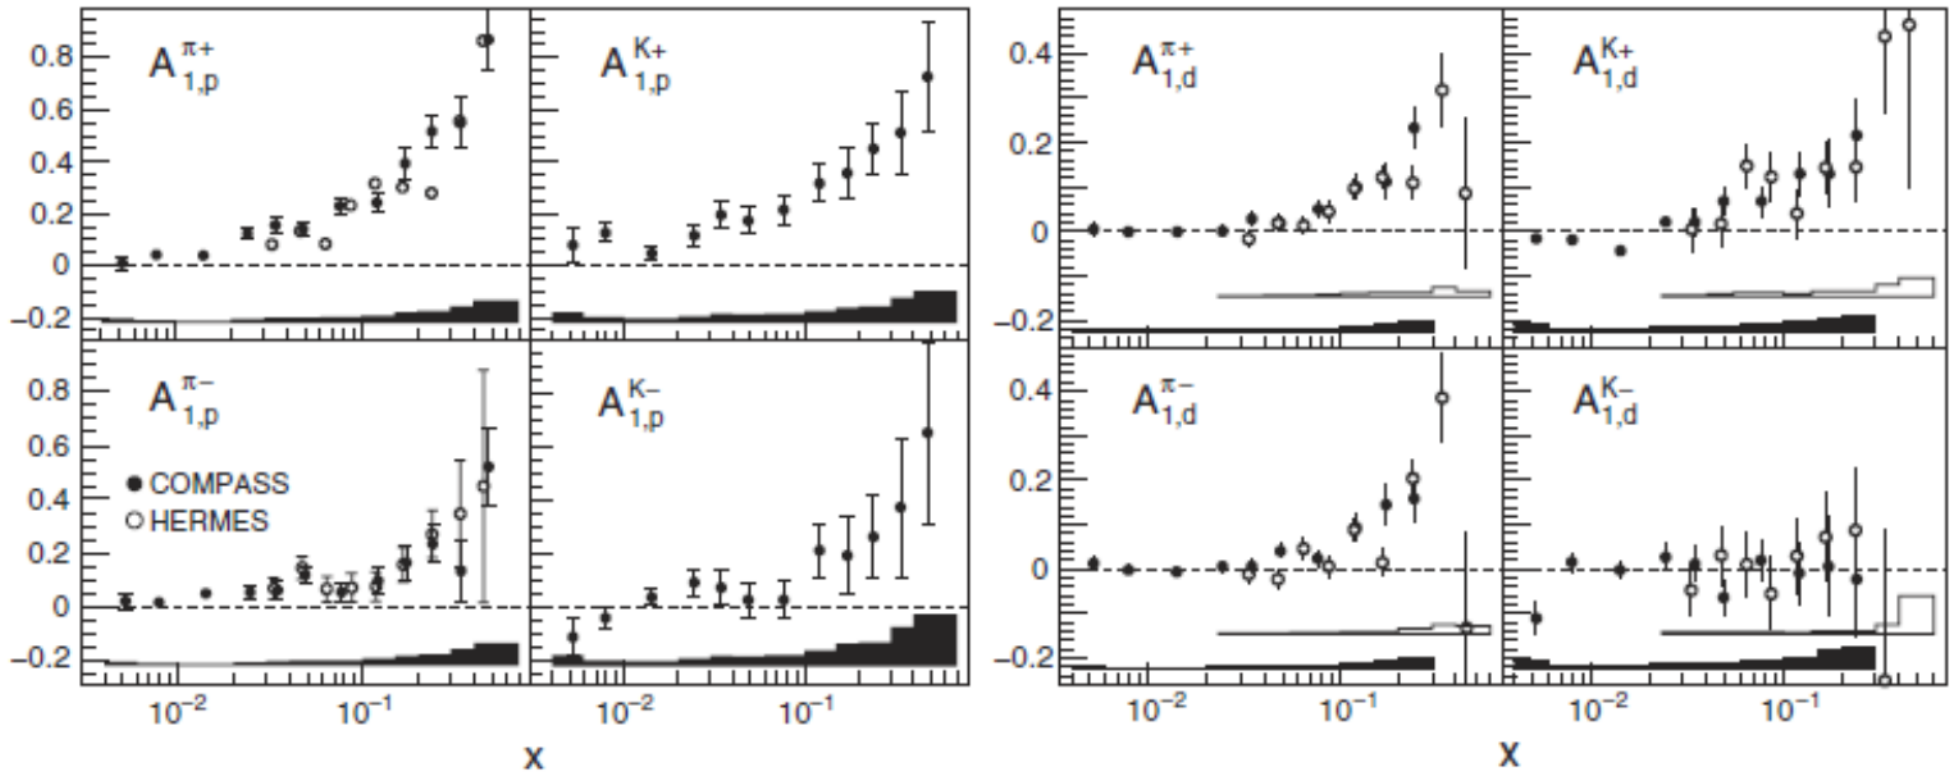 A 1,p π+
A 1,p K+
A 1,d π+
A 1,d K+
0.8
0.6
0.4
0.2
0
−0.2
0.4
0.2
0
−0.2
A 1,p π−
A 1,p K−
A 1,d π−
A 1,d K−
COMPASS
HERMES
0.8
0.6
0.4
0.2
0
−0.2
0.4
0.2
0
−0.2
10−2 10−1 10−2 10−1 10−2 10−1 10−2 10−1
x x